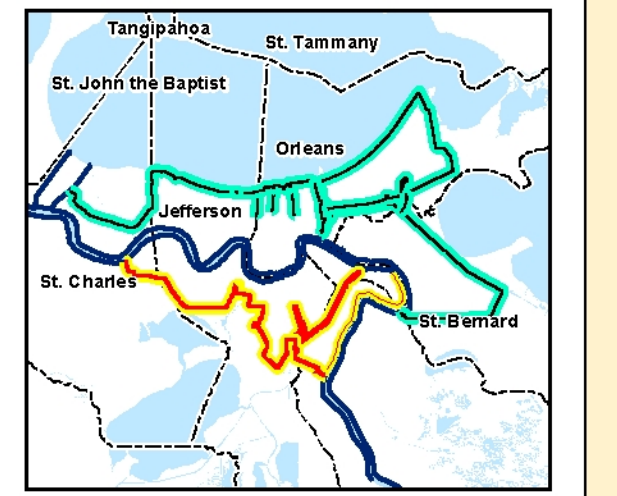 Tangipahoa
St. Tammany
St. John the Baptist
Orleans
Jefferson
St. Charles
St. Bernard